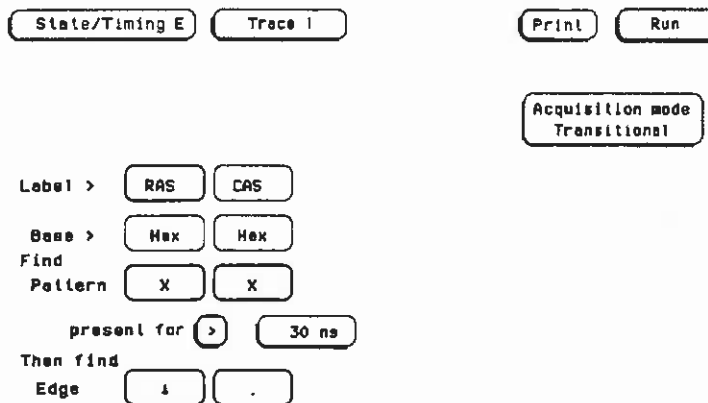 State/Timing E Trace 1 Print Run
Acquisition mode
Transitional
Label > RAS CAS
Base > Hex Hex
Find
Pattern X X
present for > 30 ns
Then find
Edge ↓ .